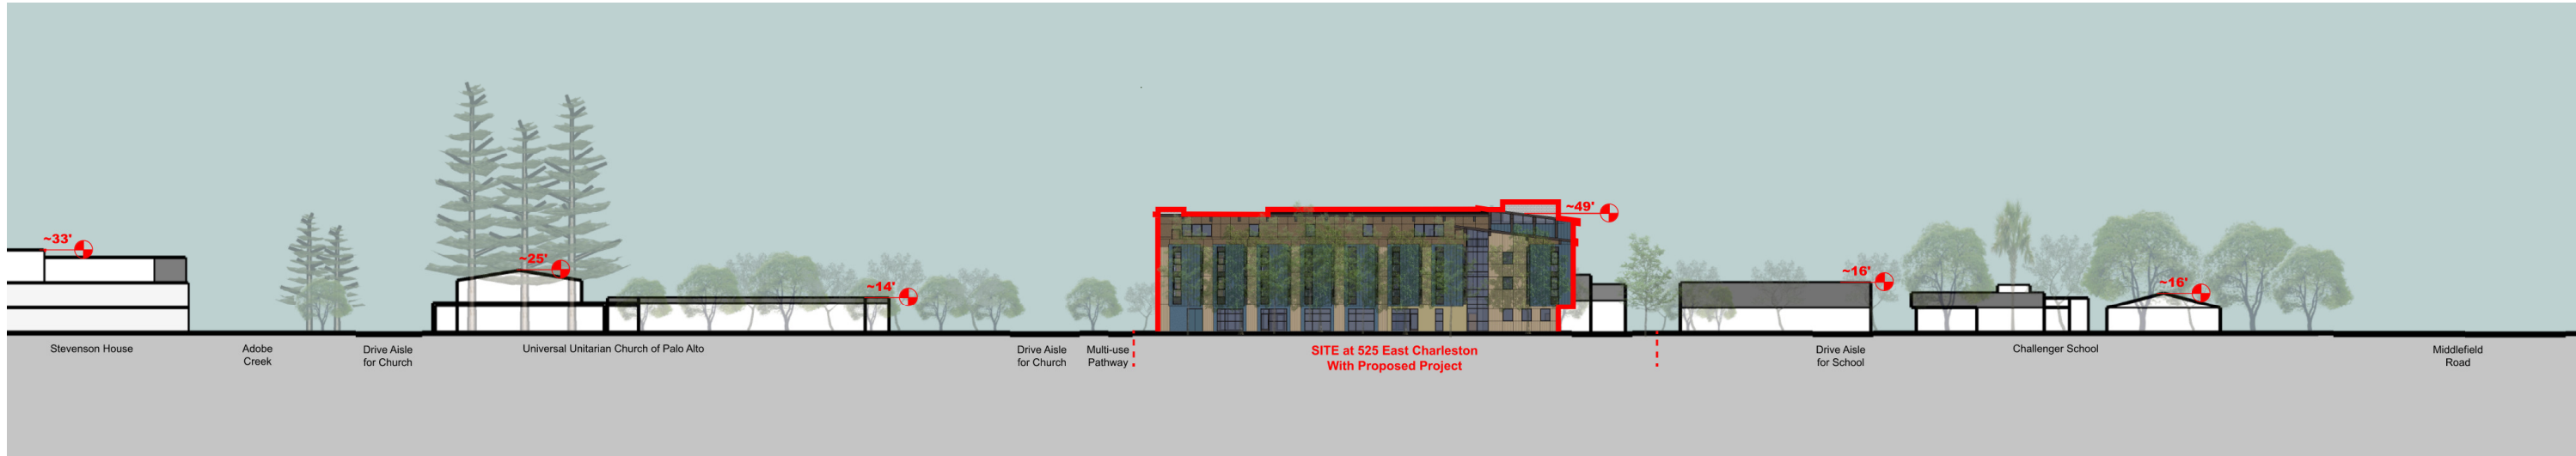 ~33'
~25'
~14'
~49'
~16'
~16'
Stevenson House
Adobe
Creek
Drive Aisle
for Church
Universal Unitarian Church of Palo Alto
Drive Aisle
for Church
Multi-use
Pathway
SITE at 525 East Charleston
With Proposed Project
Drive Aisle
for School
Challenger School
Middlefield
Road